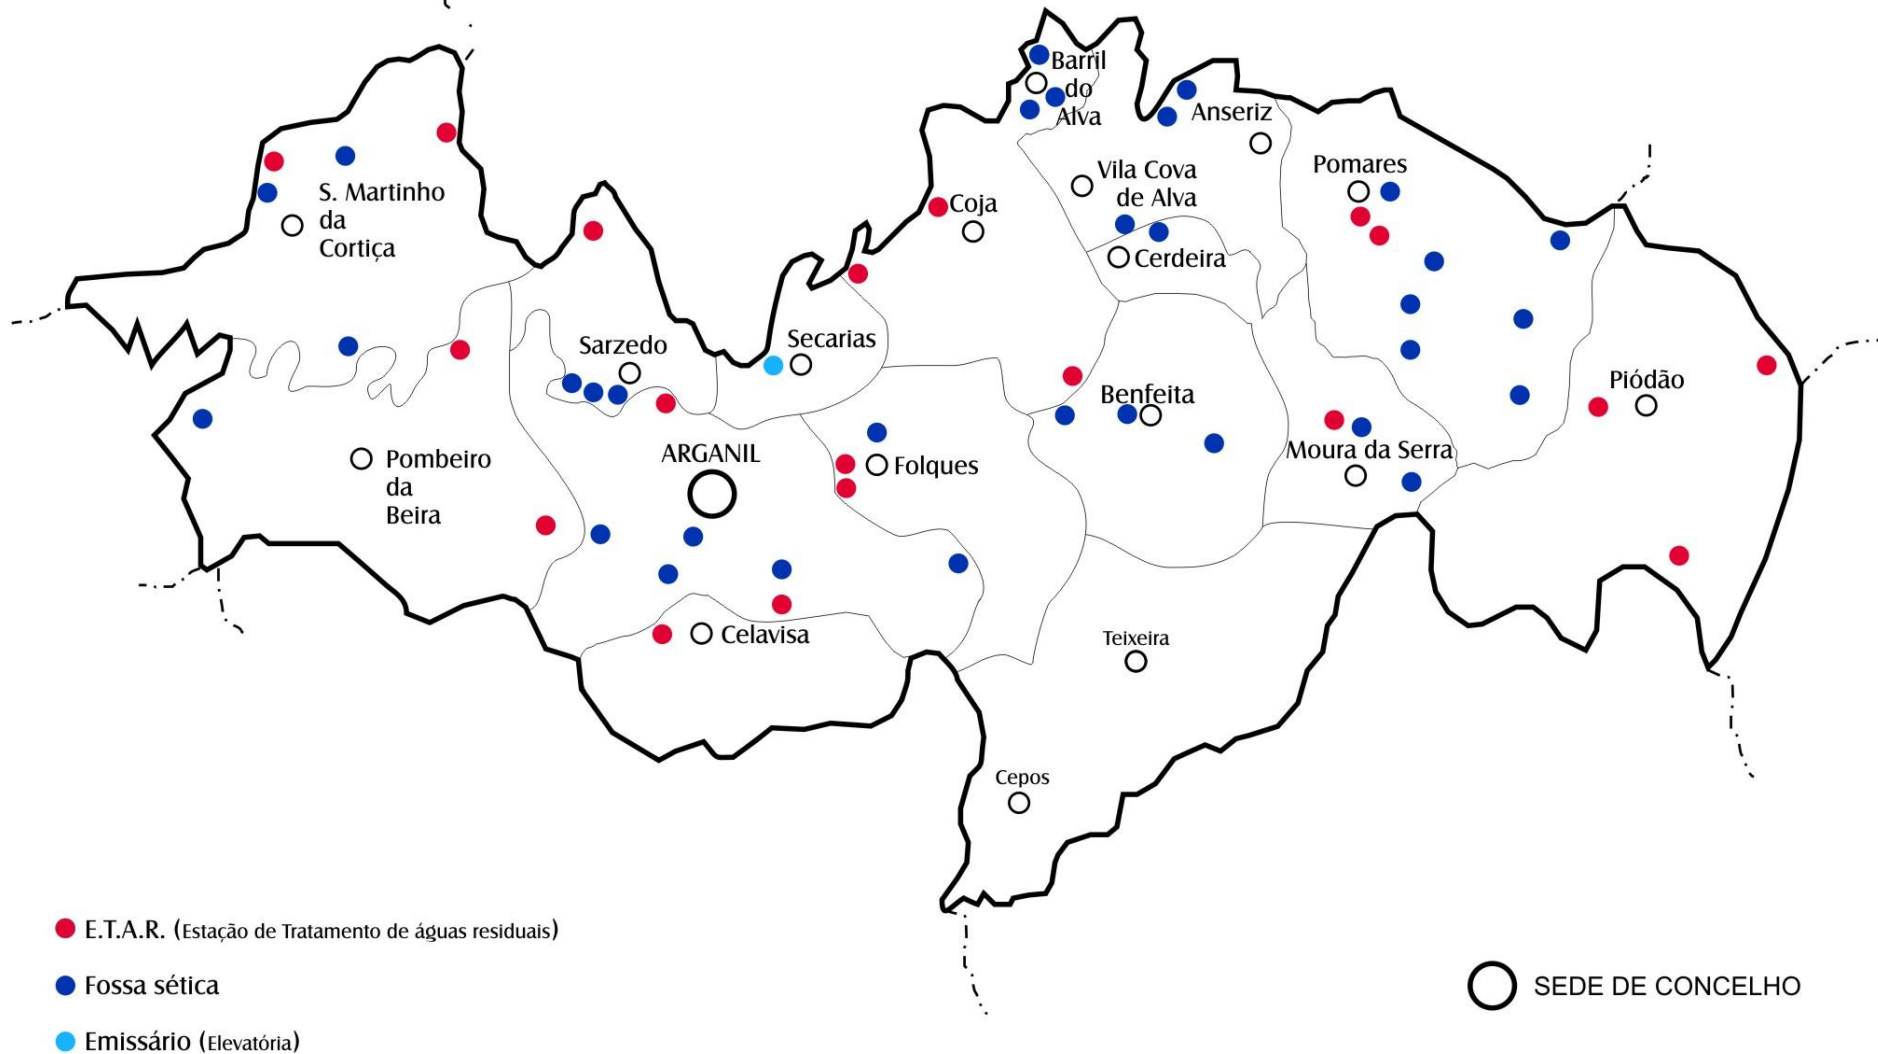 Barril
do
Alva
Anseriz
Vila Cova
de Alva
Pomares
S. Martinho
da
Cortiça
Coja
Cerdeira
Sarzedo
Secarias
Piódão
Benfeita
ARGANIL
Moura da Serra
Pombeiro
da
Beira
Folques
Celavisa
Teixeira
Cepos
E.T.A.R. (Estação de Tratamento de águas residuais)
Fossa sética
Emissário (Elevatória)
SEDE DE CONCELHO